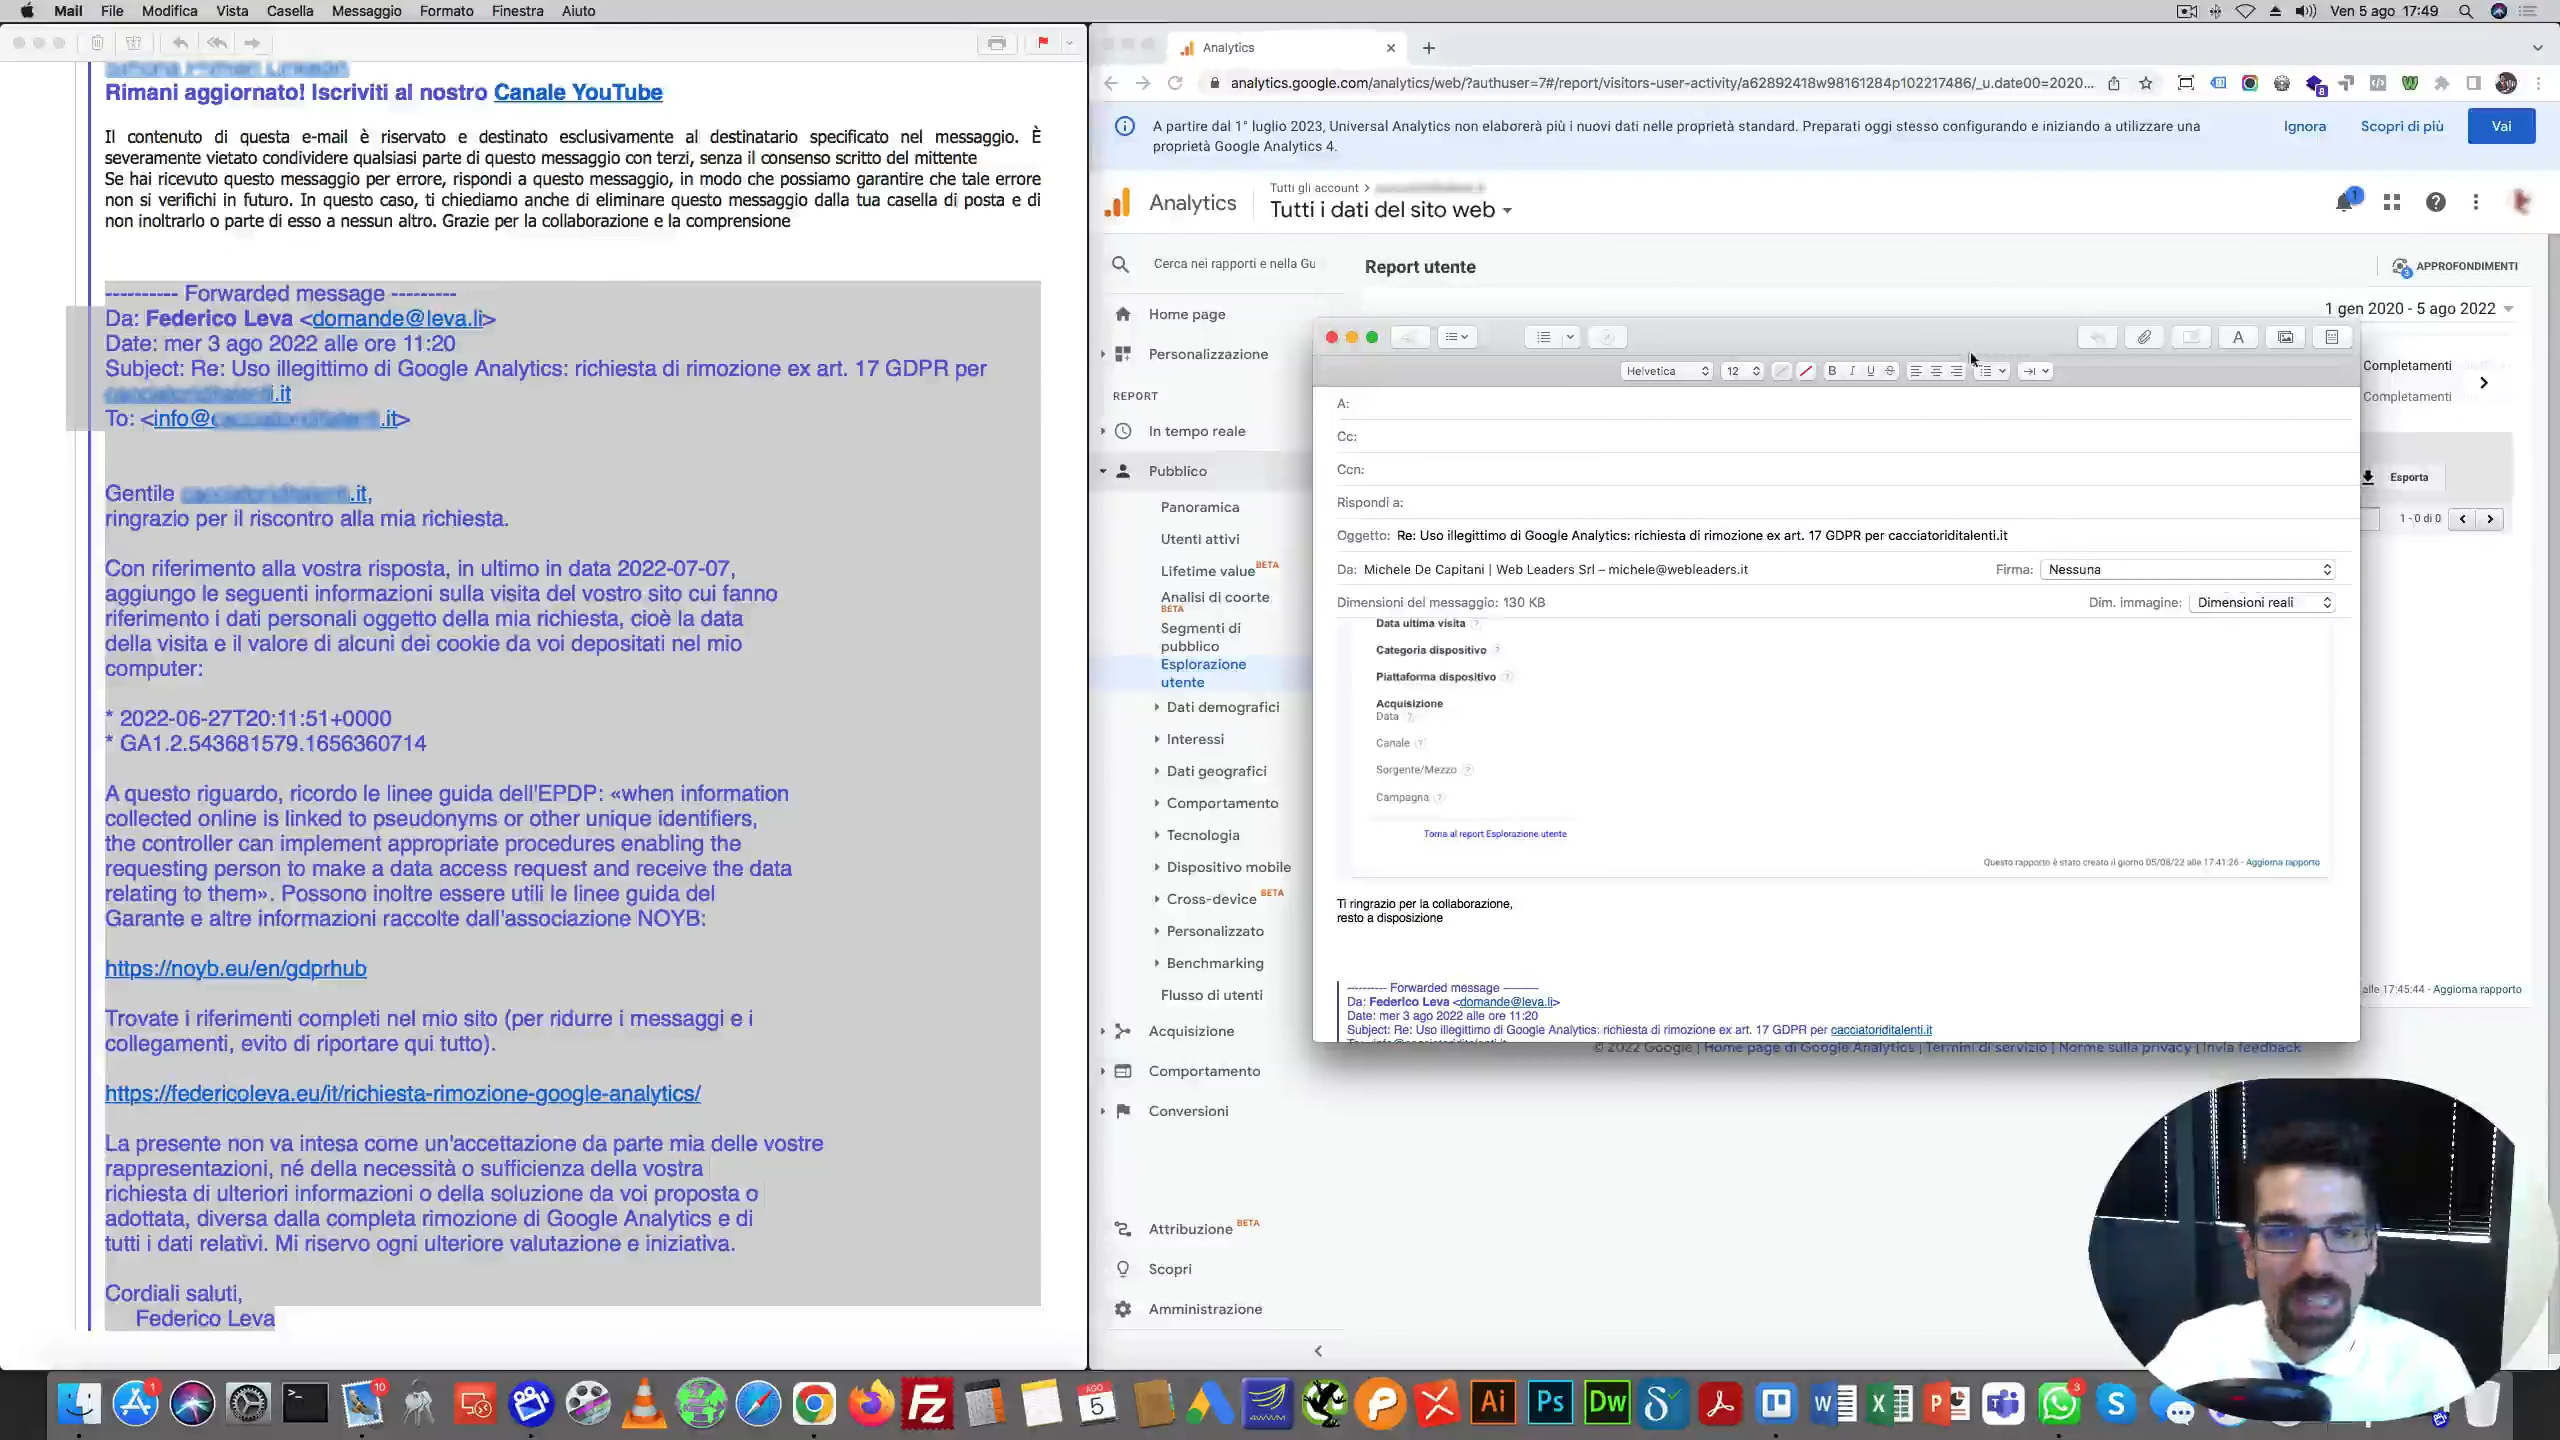 Mail File Modifica Vista Casella Messaggio Formato Finestra Aiuto
Ven 5 ago 17:49
Rimani aggiornato! Iscriviti al nostro Canale YouTube
Il contenuto di questa e-mail è riservato e destinato esclusivamente al destinatario specificato nel messaggio. È
severamente vietato condividere qualsiasi parte di questo messaggio con terzi, senza il consenso scritto del mittente
Se hai ricevuto questo messaggio per errore, rispondi a questo messaggio, in modo che possiamo garantire che tale errore
non si verifichi in futuro. In questo caso, ti chiediamo anche di eliminare questo messaggio dalla tua casella di posta e di
non inoltrarlo o parte di esso a nessun altro. Grazie per la collaborazione e la comprensione
---------- Forwarded message ---------
Da: Federico Leva <domande@leva.li>
Date: mer 3 ago 2022 alle ore 11:20
Subject: Re: Uso illegittimo di Google Analytics: richiesta di rimozione ex art. 17 GDPR per
.it
To: <info@ .it>
Gentile .it,
ringrazio per il riscontro alla mia richiesta.
Con riferimento alla vostra risposta, in ultimo in data 2022-07-07,
aggiungo le seguenti informazioni sulla visita del vostro sito cui fanno
riferimento i dati personali oggetto della mia richiesta, cioè la data
della visita e il valore di alcuni dei cookie da voi depositati nel mio
computer:
* 2022-06-27T20:11:51+0000
* GA1.2.543681579.1656360714
A questo riguardo, ricordo le linee guida dell'EPDP: «when information
collected online is linked to pseudonyms or other unique identifiers,
the controller can implement appropriate procedures enabling the
requesting person to make a data access request and receive the data
relating to them». Possono inoltre essere utili le linee guida del
Garante e altre informazioni raccolte dall'associazione NOYB:
https://noyb.eu/en/gdprhub
Trovate i riferimenti completi nel mio sito (per ridurre i messaggi e i
collegamenti, evito di riportare qui tutto).
https://federicoleva.eu/it/richiesta-rimozione-google-analytics/
La presente non va intesa come un'accettazione da parte mia delle vostre
rappresentazioni, né della necessità o sufficienza della vostra
richiesta di ulteriori informazioni o della soluzione da voi proposta o
adottata, diversa dalla completa rimozione di Google Analytics e di
tutti i dati relativi. Mi riservo ogni ulteriore valutazione e iniziativa.
Cordiali saluti,
Federico Leva
Analytics
analytics.google.com/analytics/web/?authuser=7#/report/visitors-user-activity/a62892418w98161284p102217486/_u.date00=2020...
A partire dal 1° luglio 2023, Universal Analytics non elaborerà più i nuovi dati nelle proprietà standard. Preparati oggi stesso configurando e iniziando a utilizzare una
proprietà Google Analytics 4.
Ignora Scopri di più Vai
Analytics
Tutti gli account >
Tutti i dati del sito web
1
Cerca nei rapporti e nella Gu
Report utente
3 APPROFONDIMENTI
1 gen 2020 - 5 ago 2022
Home page
Personalizzazione
REPORT
In tempo reale
Pubblico
Panoramica
Utenti attivi
Lifetime value BETA
Analisi di coorte
BETA
Segmenti di
pubblico
Esplorazione
utente
Dati demografici
Interessi
Dati geografici
Comportamento
Tecnologia
Dispositivo mobile
Cross-device BETA
Personalizzato
Benchmarking
Flusso di utenti
Acquisizione
Comportamento
Conversioni
Attribuzione BETA
Scopri
Amministrazione
Completamenti
Completamenti
Esporta
1 - 0 di 0
alle 17:45:44 - Aggiorna rapporto
Helvetica 12 B I U S
A:
Cc:
Ccn:
Rispondi a:
Oggetto: Re: Uso illegittimo di Google Analytics: richiesta di rimozione ex art. 17 GDPR per cacciatoriditalenti.it
Da: Michele De Capitani | Web Leaders Srl – michele@webleaders.it
Firma: Nessuna
Dimensioni del messaggio: 130 KB
Dim. immagine: Dimensioni reali
Data ultima visita
Categoria dispositivo
Piattaforma dispositivo
Acquisizione
Data
Canale
Sorgente/Mezzo
Campagna
Torna al report Esplorazione utente
Questo rapporto è stato creato il giorno 05/08/22 alle 17:41:26 - Aggiorna rapporto
Ti ringrazio per la collaborazione,
resto a disposizione
---------- Forwarded message ---------
Da: Federico Leva <domande@leva.li>
Date: mer 3 ago 2022 alle ore 11:20
Subject: Re: Uso illegittimo di Google Analytics: richiesta di rimozione ex art. 17 GDPR per cacciatoriditalenti.it
© 2022 Google | Home page di Google Analytics | Termini di servizio | Norme sulla privacy | Invia feedback
1
10
AGO
5
Fz
Ai Ps Dw
3